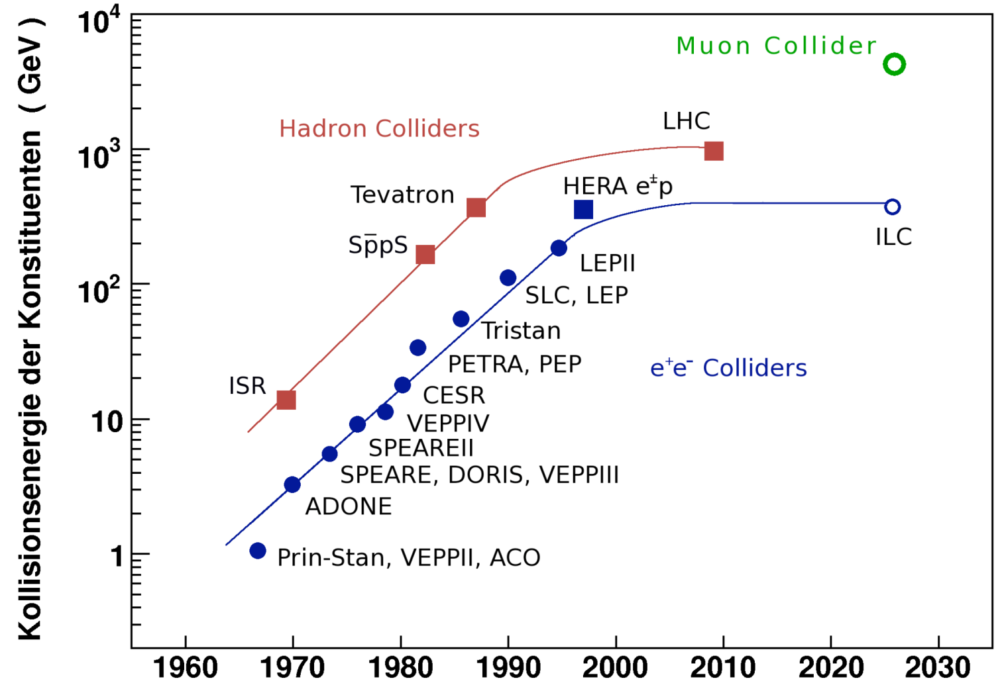 Kollisionsenergie der Konstituenten ( GeV )
10⁴
10³
10²
10
1
Muon Collider
LHC
Hadron Colliders
HERA e±p
Tevatron
Sp̅pS
ILC
LEPII
SLC, LEP
Tristan
PETRA, PEP
e⁺e⁻ Colliders
ISR
CESR
VEPPIV
SPEAREII
SPEARE, DORIS, VEPPIII
ADONE
Prin-Stan, VEPPII, ACO
1960 1970 1980 1990 2000 2010 2020 2030